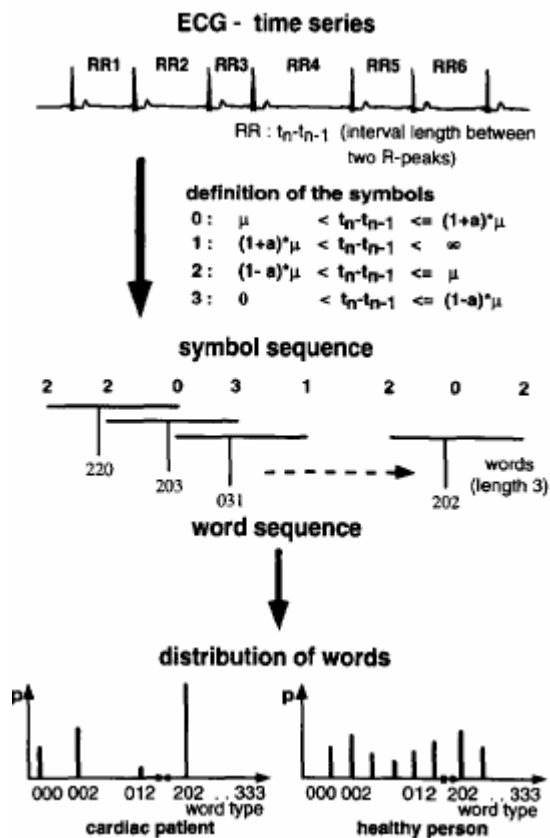 ECG - time series
RR1 RR2 RR3 RR4 RR5 RR6
RR : tn-tn-1 (interval length between
two R-peaks)
definition of the symbols
0 : μ < tn-tn-1 <= (1+a)*μ
1 : (1+a)*μ < tn-tn-1 < ∞
2 : (1- a)*μ < tn-tn-1 <= μ
3 : 0 < tn-tn-1 <= (1-a)*μ
symbol sequence
2 2 0 3 1 2 0 2
220 203 031 202 words
(length 3)
word sequence
distribution of words
p p
000 002 012 202 . . 333 000 002 012 202 . . 333
word type word type
cardiac patient healthy person